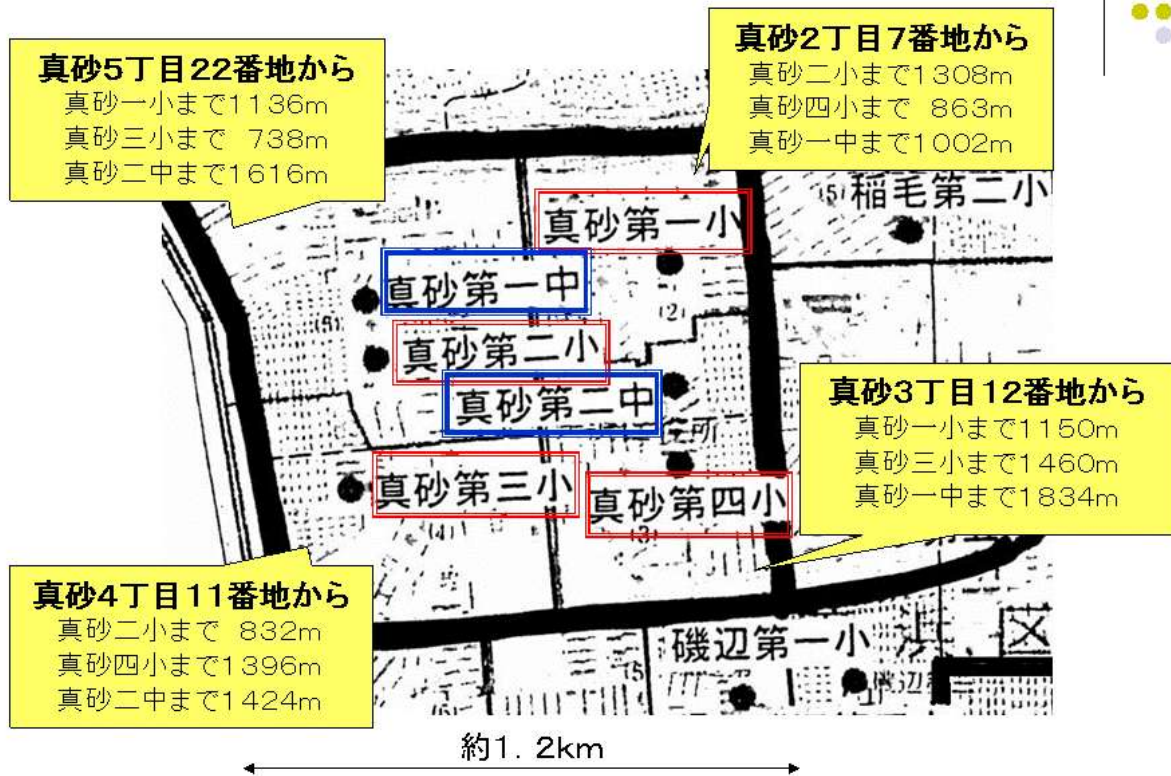 真砂5丁目22番地から
真砂一小まで1136m
真砂三小まで 738m
真砂二中まで1616m
真砂2丁目7番地から
真砂二小まで1308m
真砂四小まで 863m
真砂一中まで1002m
(5) 稲毛第二小
真砂第一小
真砂第一中
(2)
(5)
真砂第二小
真砂第二中
所
真砂3丁目12番地から
真砂一小まで1150m
真砂三小まで1460m
真砂一中まで1834m
真砂第三小
真砂第四小
(4)
(3)
真砂4丁目11番地から
真砂二小まで 832m
真砂四小まで1396m
真砂二中まで1424m
磯辺第一小
約1.2km